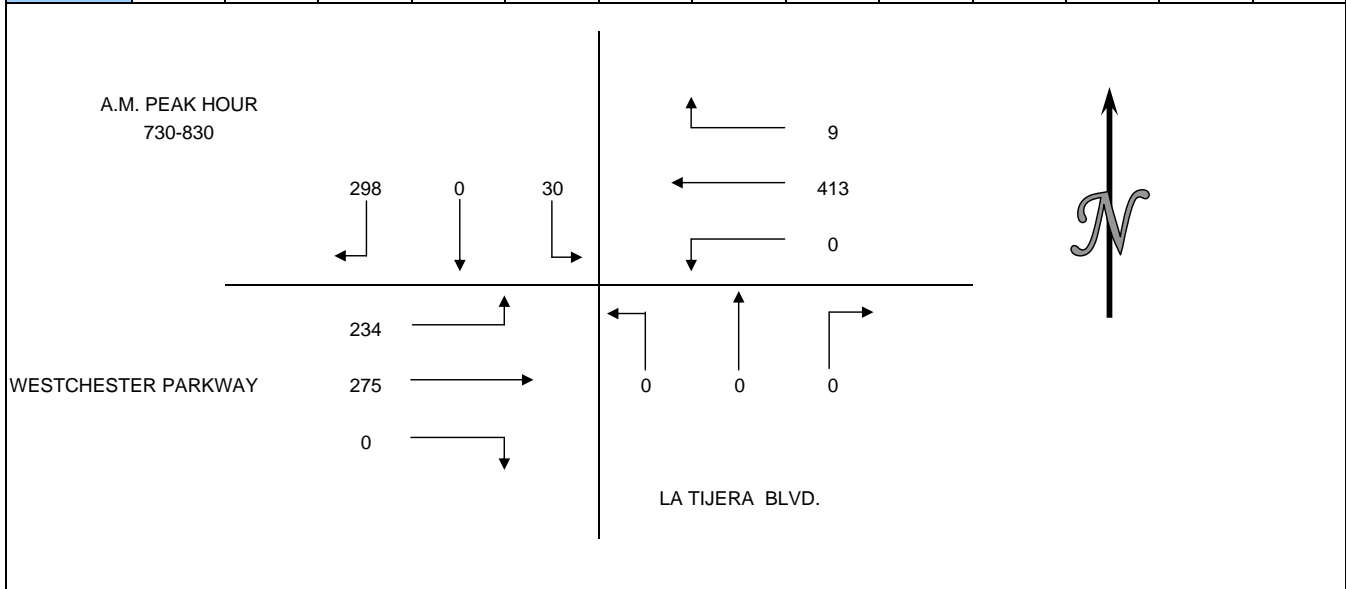 A.M. PEAK HOUR
730-830
9
298 0 30 413
0
234
WESTCHESTER PARKWAY 275 0 0 0
0
LA TIJERA BLVD.
N